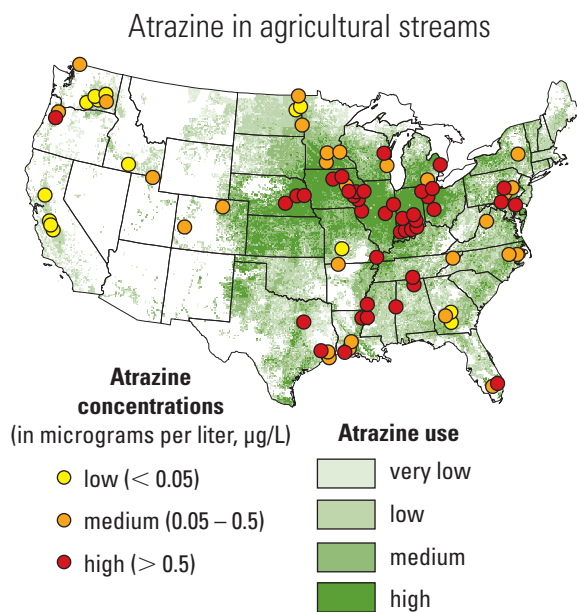 Atrazine in agricultural streams
Atrazine
concentrations
(in micrograms per liter, µg/L)
low (< 0.05)
medium (0.05 – 0.5)
high (> 0.5)
Atrazine use
very low
low
medium
high